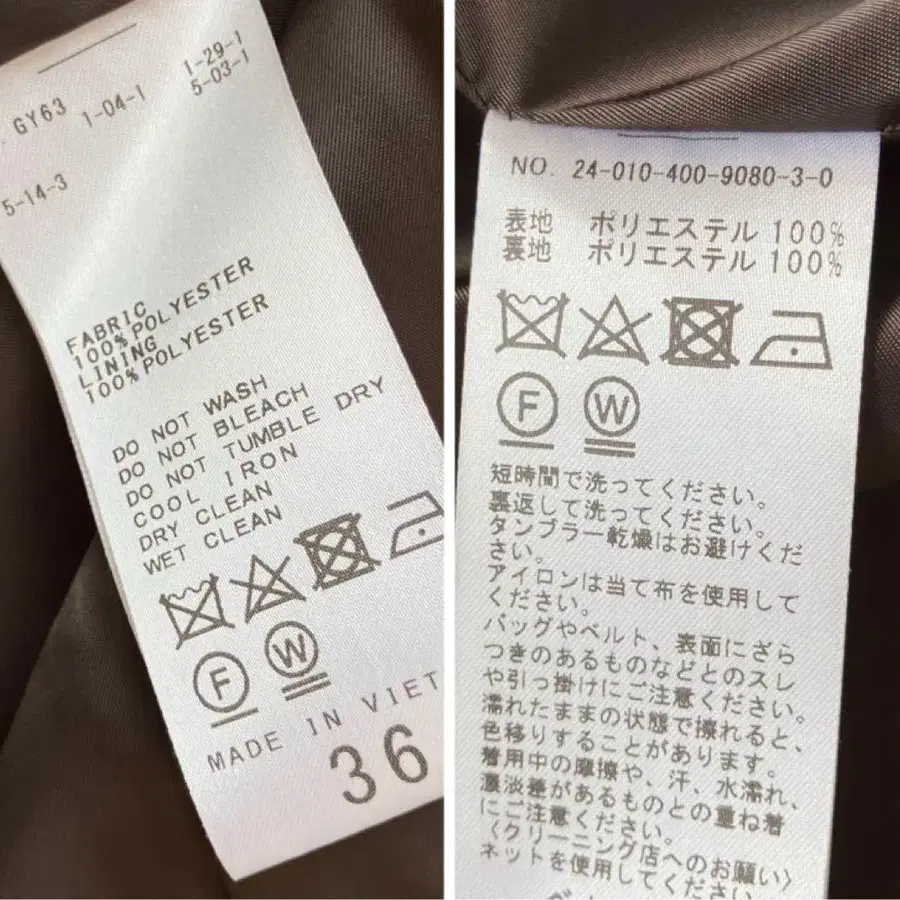 GY63
1-04-1
1-29-1
5-03-1
5-14-3
FABRIC
100% POLYESTER
LINING
100% POLYESTER
DO NOT WASH
DO NOT BLEACH
DO NOT TUMBLE DRY
COOL IRON
DRY CLEAN
WET CLEAN
F
W
MADE IN VIET
36
NO. 24-010-400-9080-3-0
表地 ポリエステル 100%
裏地 ポリエステル 100%
F
W
短時間で洗ってください。
裏返して洗ってください。
タンブラー乾燥はお避けくだ
さい。
アイロンは当て布を使用して
ください。
バッグやベルト、表面にざら
つきのあるものなどとのスレ
や引っ掛けにご注意ください。
濡れたままの状態で擦れると、
色移りすることがあります。
着用中の摩擦や、汗、水濡れ、
濃淡差があるものとの重ね着
にご注意ください。
〈クリーニング店へのお願い〉
ネットを使用してください。